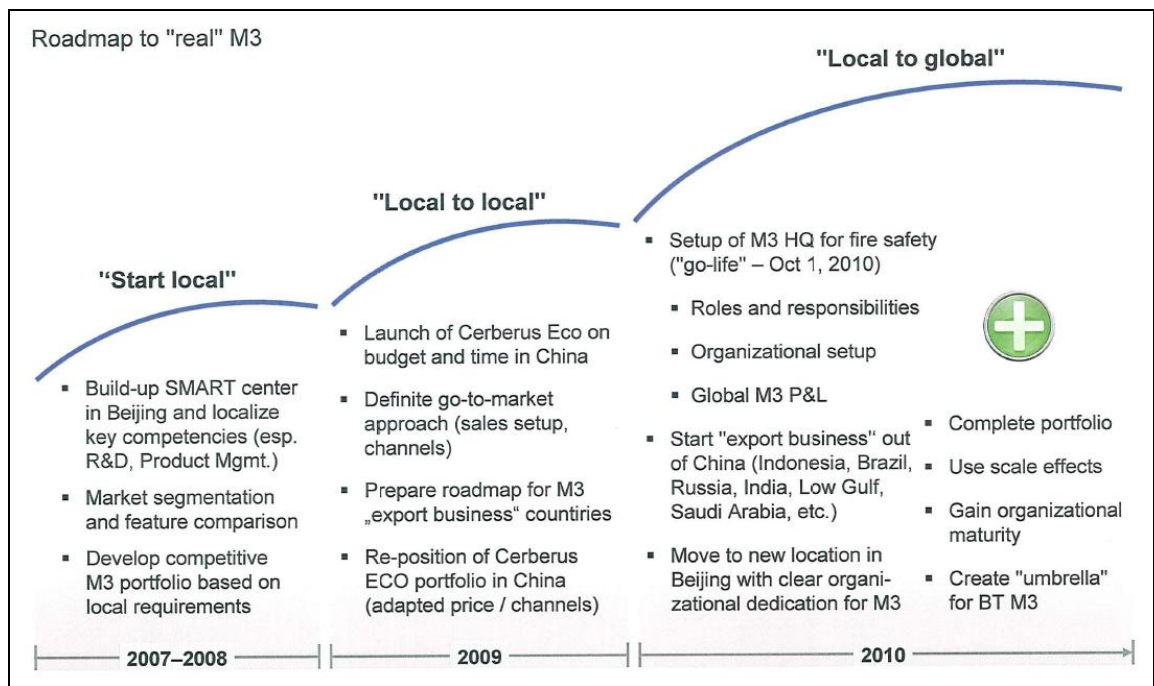 Roadmap to "real" M3
"Start local"
▪ Build-up SMART center
in Beijing and localize
key competencies (esp.
R&D, Product Mgmt.)
▪ Market segmentation
and feature comparison
▪ Develop competitive
M3 portfolio based on
local requirements
2007–2008
"Local to local"
▪ Launch of Cerberus Eco on
budget and time in China
▪ Definite go-to-market
approach (sales setup,
channels)
▪ Prepare roadmap for M3
„export business“ countries
▪ Re-position of Cerberus
ECO portfolio in China
(adapted price / channels)
2009
"Local to global"
▪ Setup of M3 HQ for fire safety
("go-life" – Oct 1, 2010)
▪ Roles and responsibilities
▪ Organizational setup
▪ Global M3 P&L
▪ Start "export business" out
of China (Indonesia, Brazil,
Russia, India, Low Gulf,
Saudi Arabia, etc.)
▪ Move to new location in
Beijing with clear organi-
zational dedication for M3
▪ Complete portfolio
▪ Use scale effects
▪ Gain organizational
maturity
▪ Create "umbrella"
for BT M3
2010